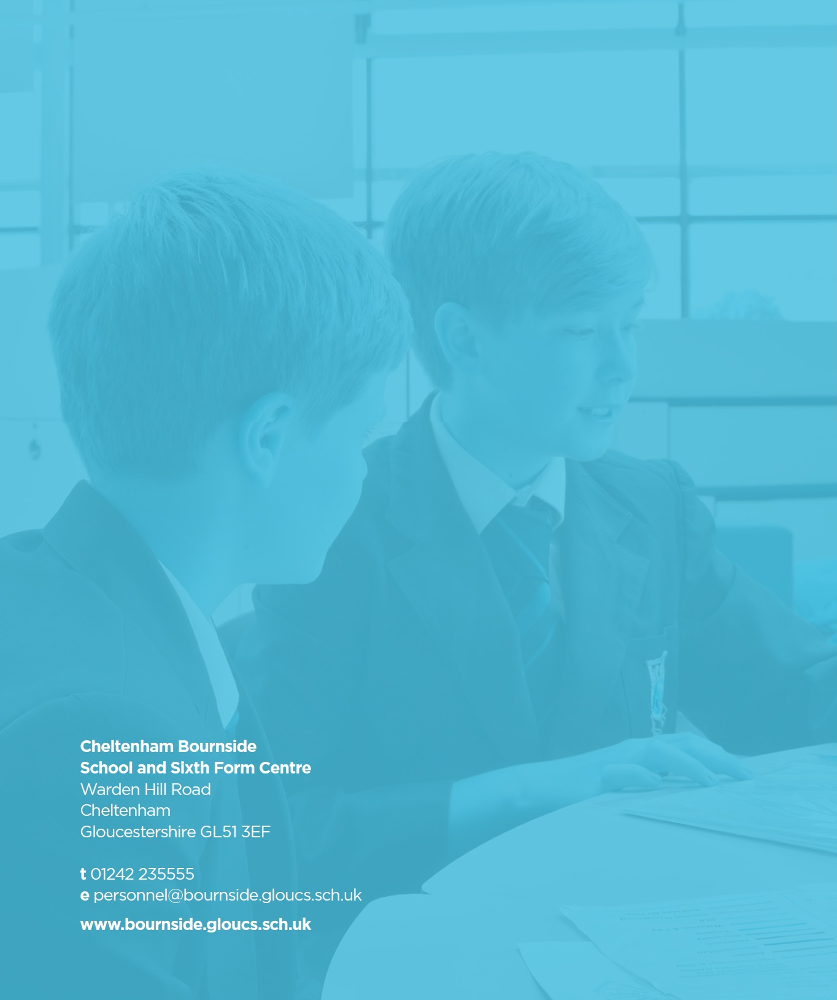 Cheltenham Bournside
School and Sixth Form Centre
Warden Hill Road
Cheltenham
Gloucestershire GL51 3EF
t 01242 235555
e personnel@bournside.gloucs.sch.uk
www.bournside.gloucs.sch.uk